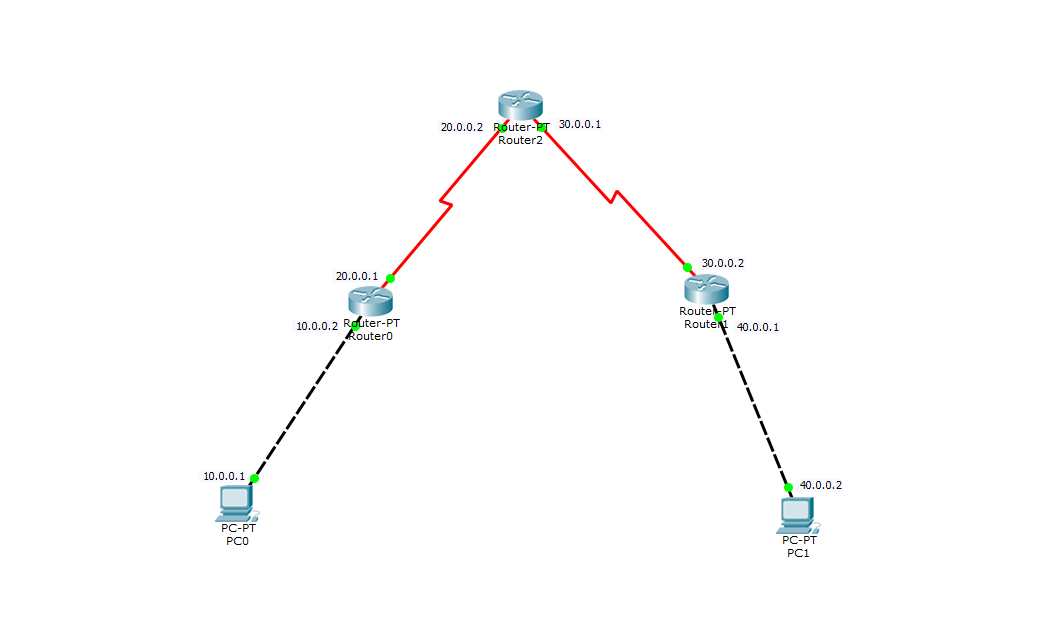 20.0.0.2
Router-PT
Router2
30.0.0.1
20.0.0.1
Router-PT
Router0
10.0.0.2
30.0.0.2
Router-PT
Router1
40.0.0.1
10.0.0.1
PC-PT
PC0
40.0.0.2
PC-PT
PC1